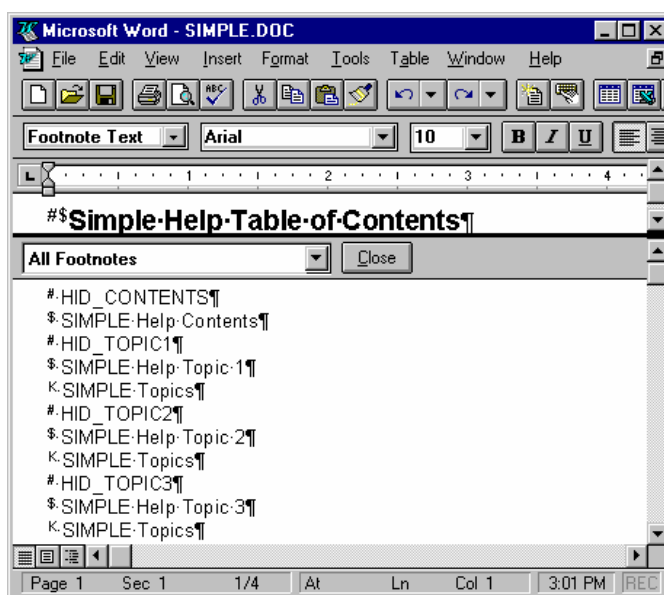 Microsoft Word - SIMPLE.DOC
File Edit View Insert Format Tools Table Window Help
ABC
Footnote Text Arial 10 B I U
L 1 2 3 4
#$Simple·Help·Table·of·Contents¶
All Footnotes Close
#·HID_CONTENTS¶
$·SIMPLE·Help·Contents¶
#·HID_TOPIC1¶
$·SIMPLE·Help·Topic·1¶
K·SIMPLE·Topics¶
#·HID_TOPIC2¶
$·SIMPLE·Help·Topic·2¶
K·SIMPLE·Topics¶
#·HID_TOPIC3¶
$·SIMPLE·Help·Topic·3¶
K·SIMPLE·Topics¶
Page 1 Sec 1 1/4 At Ln Col 1 3:01 PM REC